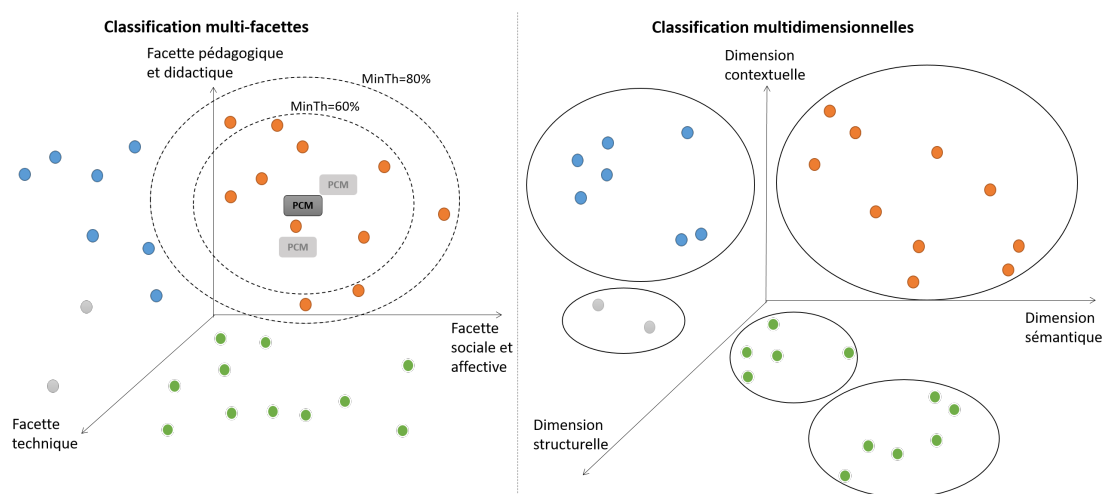 Classification multi-facettes
Facette pédagogique
et didactique
MinTh=80%
MinTh=60%
PCM
PCM
PCM
Facette
sociale et
affective
Facette
technique
Classification multidimensionnelles
Dimension
contextuelle
Dimension
sémantique
Dimension
structurelle